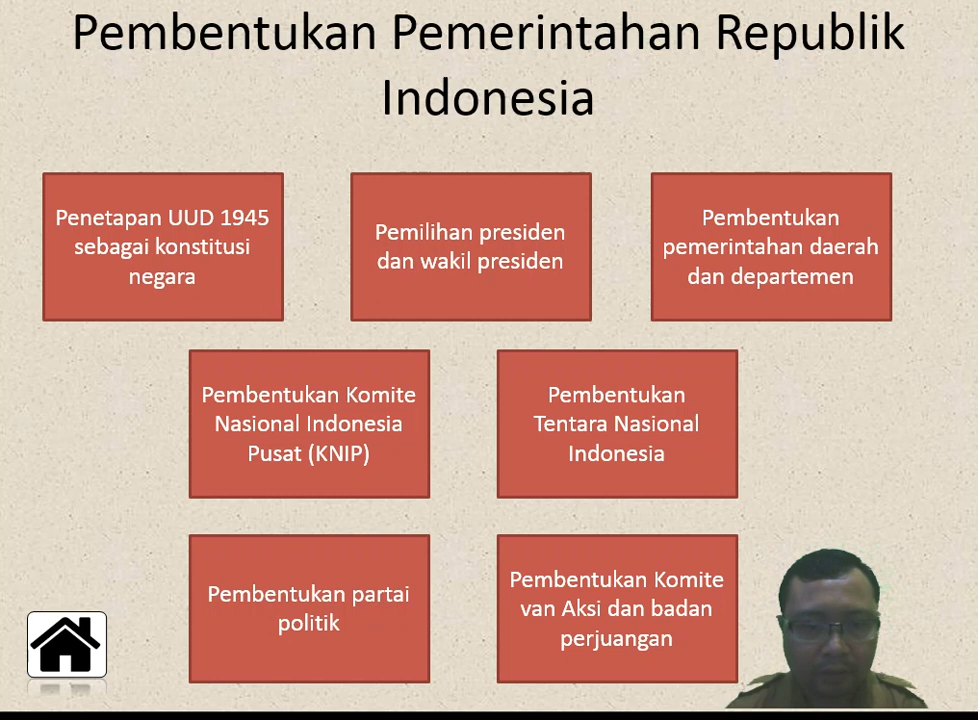 Pembentukan Pemerintahan Republik
Indonesia
Penetapan UUD 1945
sebagai konstitusi
negara
Pemilihan presiden
dan wakil presiden
Pembentukan
pemerintahan daerah
dan departemen
Pembentukan Komite
Nasional Indonesia
Pusat (KNIP)
Pembentukan
Tentara Nasional
Indonesia
Pembentukan partai
politik
Pembentukan Komite
van Aksi dan badan
perjuangan